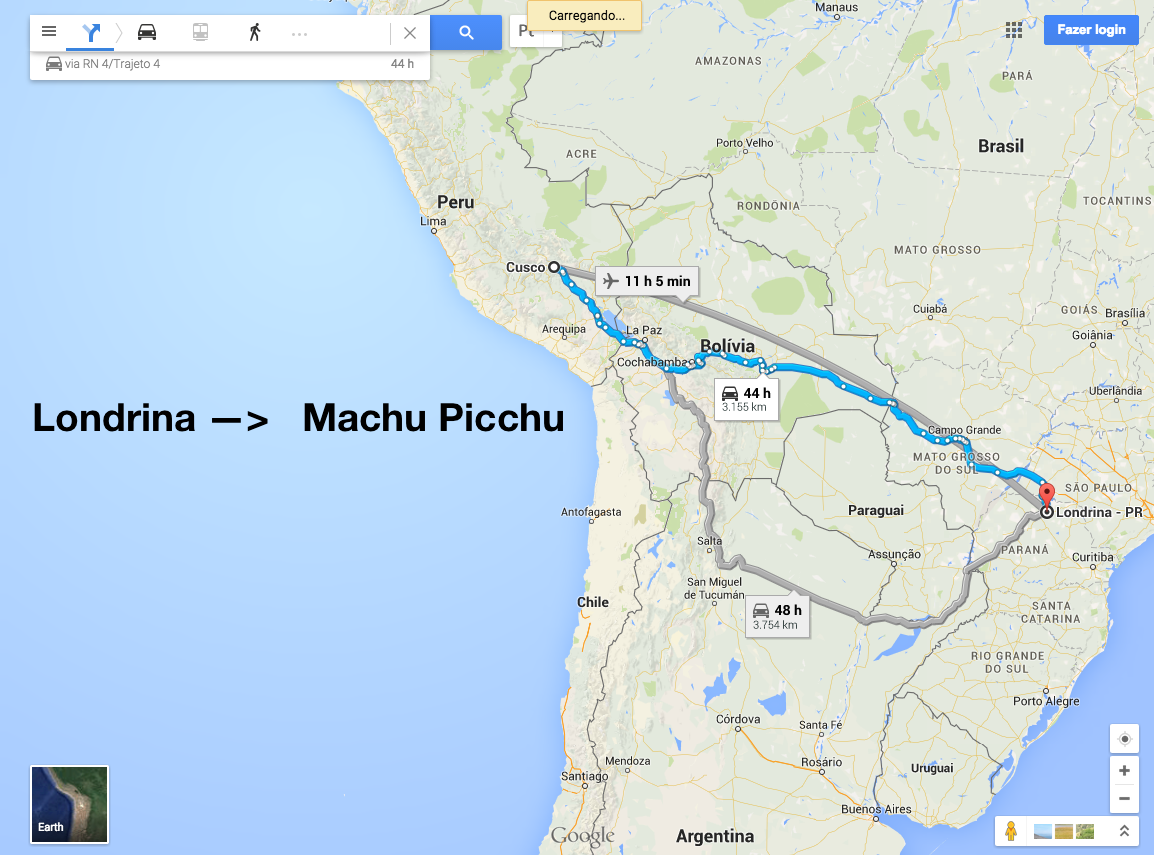 Carregando...
Fazer login
via RN 4/Trajeto 4
44 h
Manaus
AMAZONAS
PARÁ
Porto Velho
Brasil
ACRE
RONDÔNIA
TOCANTINS
Peru
Lima
MATO GROSSO
Cusco
11 h 5 min
Cuiabá
GOIÁS
Brasília
Goiânia
Arequipa
La Paz
Bolívia
Cochabamba
Uberlândia
44 h
3.155 km
Londrina —> Machu Picchu
Campo Grande
MATO GROSSO
DO SUL
SÃO PAULO
Londrina - PR
Paraguai
Antofagasta
Salta
Assunção
PARANÁ
Curitiba
San Miguel
de Tucumán
Chile
48 h
3.754 km
SANTA
CATARINA
RIO GRANDE
DO SUL
Porto Alegre
Córdova
Santa Fé
Mendoza
Rosário
Uruguai
Santiago
Buenos Aires
Earth
Google
Argentina